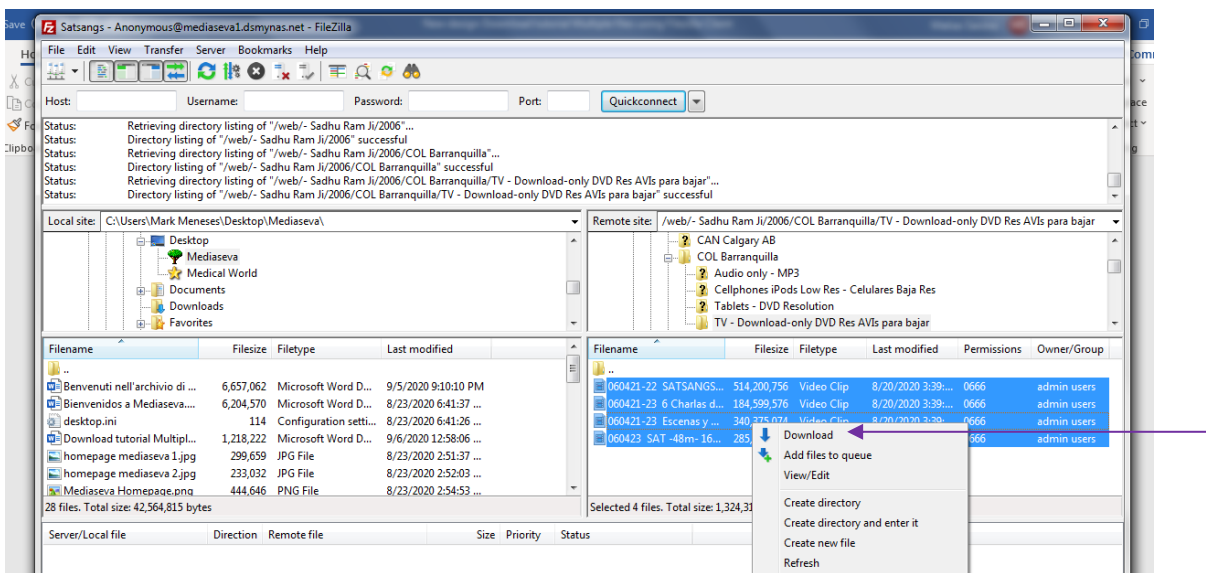 Save
Satsangs - Anonymous@mediaseva1.dsmynas.net - FileZilla
File Edit View Transfer Server Bookmarks Help
Host: Username: Password: Port: Quickconnect
Status: Retrieving directory listing of "/web/- Sadhu Ram Ji/2006"...
Status: Directory listing of "/web/- Sadhu Ram Ji/2006" successful
Status: Retrieving directory listing of "/web/- Sadhu Ram Ji/2006/COL Barranquilla"...
Status: Directory listing of "/web/- Sadhu Ram Ji/2006/COL Barranquilla" successful
Status: Retrieving directory listing of "/web/- Sadhu Ram Ji/2006/COL Barranquilla/TV - Download-only DVD Res AVIs para bajar"...
Status: Directory listing of "/web/- Sadhu Ram Ji/2006/COL Barranquilla/TV - Download-only DVD Res AVIs para bajar" successful
Local site: C:\Users\Mark Meneses\Desktop\Mediaseva\
Desktop
Mediaseva
Medical World
Documents
Downloads
Favorites
Remote site: /web/- Sadhu Ram Ji/2006/COL Barranquilla/TV - Download-only DVD Res AVIs para bajar
CAN Calgary AB
COL Barranquilla
Audio only - MP3
Cellphones iPods Low Res - Celulares Baja Res
Tablets - DVD Resolution
TV - Download-only DVD Res AVIs para bajar
Filename Filesize Filetype Last modified
..
Benvenuti nell'archivio di ... 6,657,062 Microsoft Word D... 9/5/2020 9:10:10 PM
Bienvenidos a Mediaseva.... 6,204,570 Microsoft Word D... 8/23/2020 6:41:37 ...
desktop.ini 114 Configuration setti... 8/23/2020 6:41:26 ...
Download tutorial Multipl... 1,218,222 Microsoft Word D... 9/6/2020 12:58:06 ...
homepage mediaseva 1.jpg 299,659 JPG File 8/23/2020 2:51:37 ...
homepage mediaseva 2.jpg 233,032 JPG File 8/23/2020 2:52:03 ...
Mediaseva Homepage.png 444,646 PNG File 8/23/2020 2:54:53 ...
28 files. Total size: 42,564,815 bytes
Filename Filesize Filetype Last modified Permissions Owner/Group
..
060421-22 SATSANGS... 514,200,756 Video Clip 8/20/2020 3:39:... 0666 admin users
060421-23 6 Charlas d... 184,599,576 Video Clip 8/20/2020 3:39:... 0666 admin users
060421-23 Escenas y ... 340,375,074 Video Clip 8/20/2020 3:39:... 0666 admin users
060423 SAT -48m- 16... 285, 0666 admin users
Selected 4 files. Total size: 1,324,31
Download
Add files to queue
View/Edit
Create directory
Create directory and enter it
Create new file
Refresh
Server/Local file Direction Remote file Size Priority Status